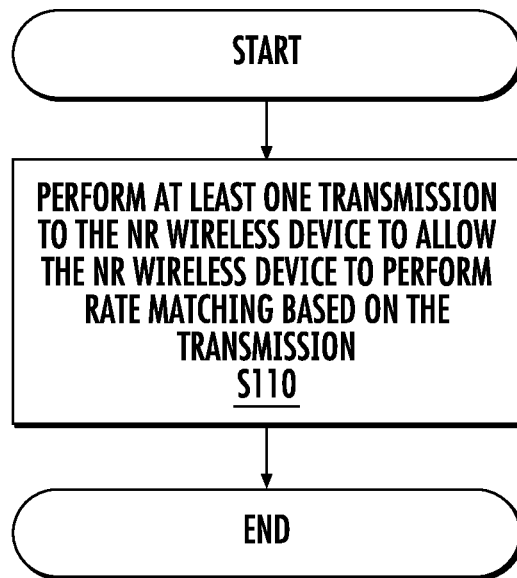 START
PERFORM AT LEAST ONE TRANSMISSION
TO THE NR WIRELESS DEVICE TO ALLOW
THE NR WIRELESS DEVICE TO PERFORM
RATE MATCHING BASED ON THE
TRANSMISSION
S110
END